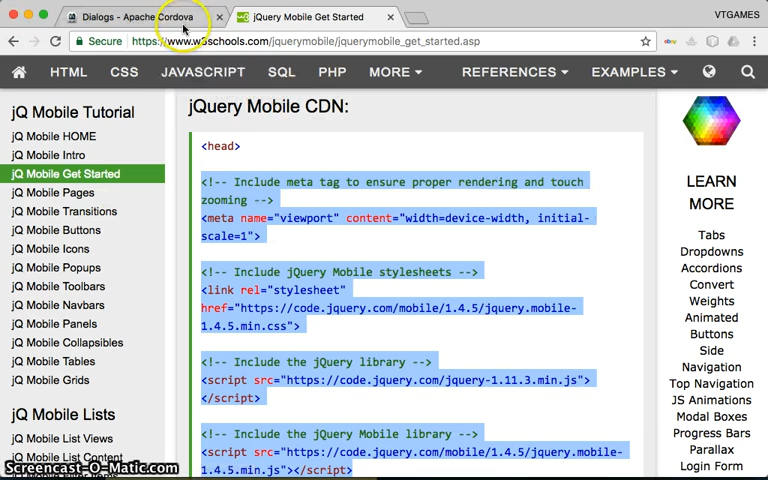 Dialogs - Apache Cordova
jQuery Mobile Get Started
VTGAMES
Secure
https://www.w3schools.com/jquerymobile/jquerymobile_get_started.asp
HTML CSS JAVASCRIPT SQL PHP MORE REFERENCES EXAMPLES
jQ Mobile Tutorial
jQ Mobile HOME
jQ Mobile Intro
jQ Mobile Get Started
jQ Mobile Pages
jQ Mobile Transitions
jQ Mobile Buttons
jQ Mobile Icons
jQ Mobile Popups
jQ Mobile Toolbars
jQ Mobile Navbars
jQ Mobile Panels
jQ Mobile Collapsibles
jQ Mobile Tables
jQ Mobile Grids
jQ Mobile Lists
jQ Mobile List Views
jQ Mobile List Content
jQuery Mobile CDN:
<head>
<!-- Include meta tag to ensure proper rendering and touch
zooming -->
<meta name="viewport" content="width=device-width, initial-
scale=1">
<!-- Include jQuery Mobile stylesheets -->
<link rel="stylesheet"
href="https://code.jquery.com/mobile/1.4.5/jquery.mobile-
1.4.5.min.css">
<!-- Include the jQuery library -->
<script src="https://code.jquery.com/jquery-1.11.3.min.js">
</script>
<!-- Include the jQuery Mobile library -->
<script src="https://code.jquery.com/mobile/1.4.5/jquery.mobile-
1.4.5.min.js"></script>
LEARN
MORE
Tabs
Dropdowns
Accordions
Convert
Weights
Animated
Buttons
Side
Navigation
Top Navigation
JS Animations
Modal Boxes
Progress Bars
Parallax
Login Form
Screencast-O-Matic.com